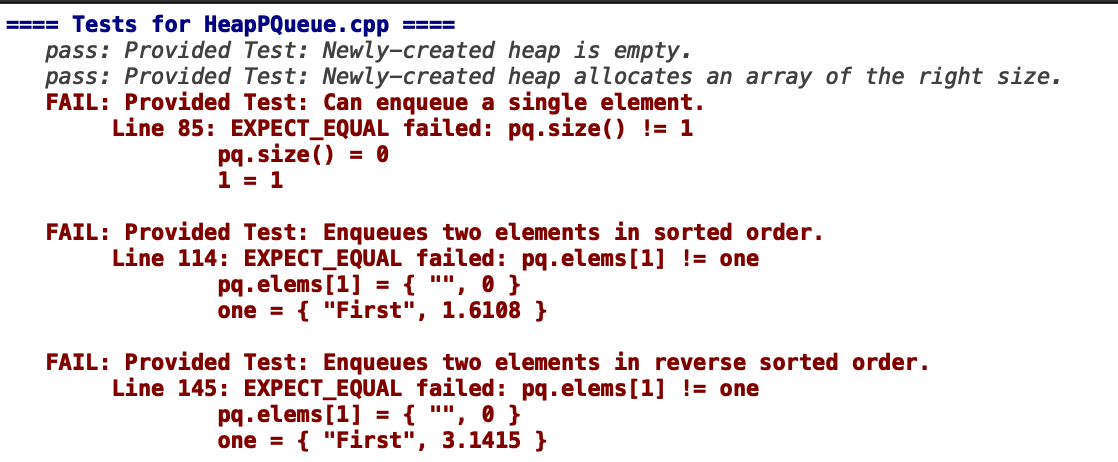 ==== Tests for HeapPQueue.cpp ====
pass: Provided Test: Newly-created heap is empty.
pass: Provided Test: Newly-created heap allocates an array of the right size.
FAIL: Provided Test: Can enqueue a single element.
Line 85: EXPECT_EQUAL failed: pq.size() != 1
pq.size() = 0
1 = 1
FAIL: Provided Test: Enqueues two elements in sorted order.
Line 114: EXPECT_EQUAL failed: pq.elems[1] != one
pq.elems[1] = { "", 0 }
one = { "First", 1.6108 }
FAIL: Provided Test: Enqueues two elements in reverse sorted order.
Line 145: EXPECT_EQUAL failed: pq.elems[1] != one
pq.elems[1] = { "", 0 }
one = { "First", 3.1415 }